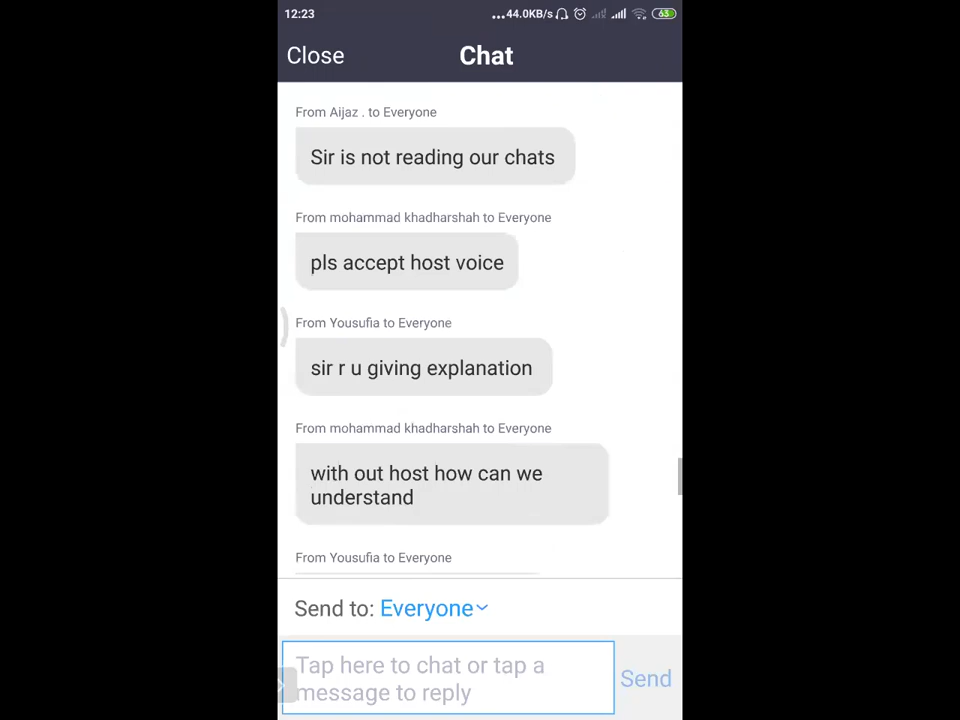 12:23
...44.0KB/s
63
Close
Chat
From Aijaz . to Everyone
Sir is not reading our chats
From mohammad khadharshah to Everyone
pls accept host voice
From Yousufia to Everyone
sir r u giving explanation
From mohammad khadharshah to Everyone
with out host how can we
understand
From Yousufia to Everyone
Send to: Everyone
Tap here to chat or tap a
message to reply
Send